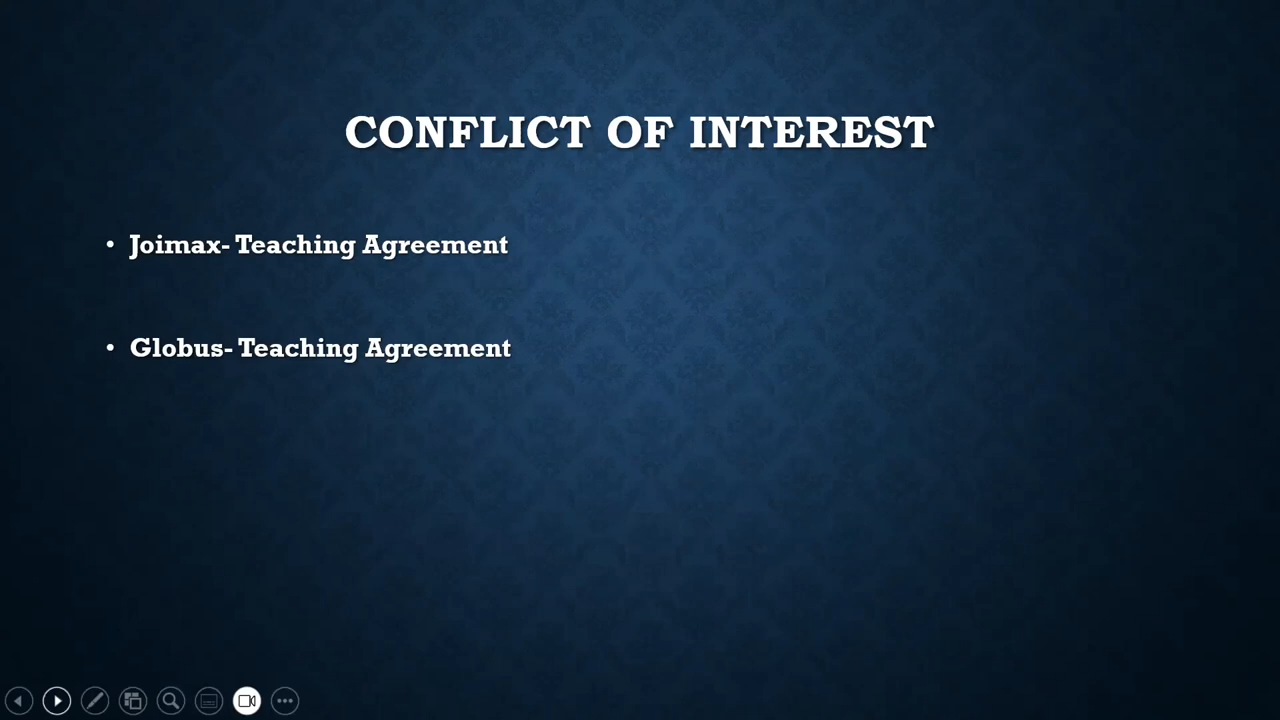 CONFLICT OF INTEREST
• Joimax- Teaching Agreement
• Globus- Teaching Agreement